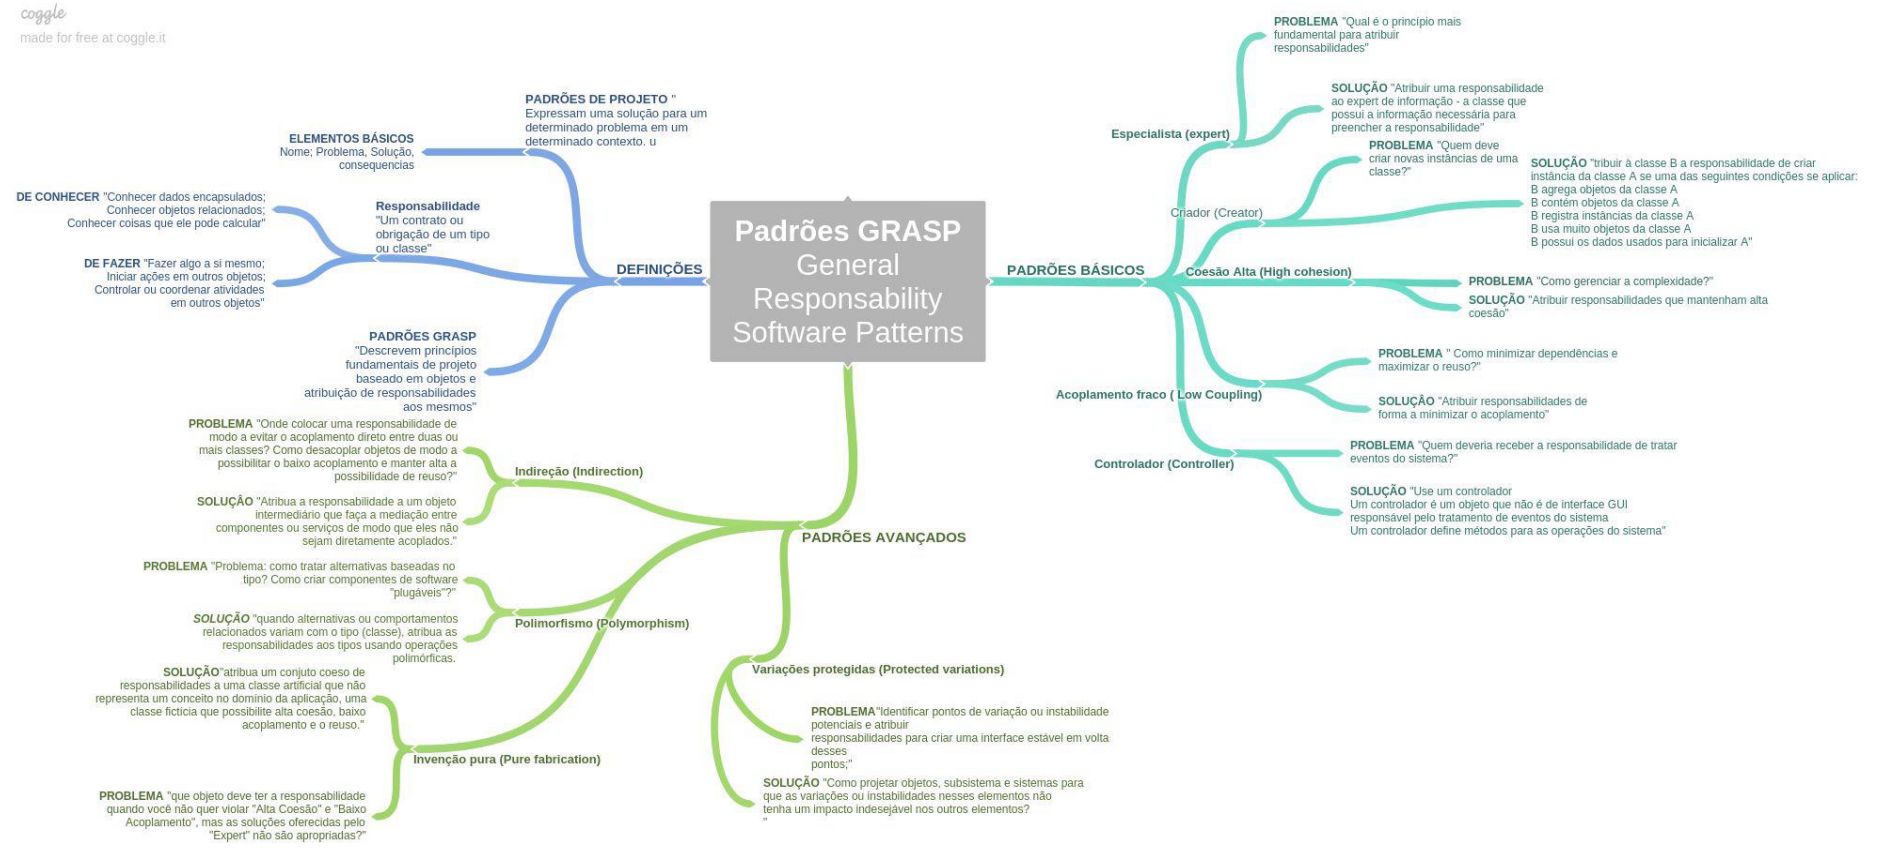 coggle
made for free at coggle.it
Padrões GRASP
General
Responsability
Software Patterns
DEFINIÇÕES
PADRÕES DE PROJETO "
Expressam uma solução para um
determinado problema em um
determinado contexto. u
ELEMENTOS BÁSICOS
Nome; Problema, Solução,
consequencias
Responsabilidade
"Um contrato ou
obrigação de um tipo
ou classe"
DE CONHECER "Conhecer dados encapsulados;
Conhecer objetos relacionados;
Conhecer coisas que ele pode calcular"
DE FAZER "Fazer algo a si mesmo;
Iniciar ações em outros objetos;
Controlar ou coordenar atividades
em outros objetos"
PADRÕES GRASP
"Descrevem princípios
fundamentais de projeto
baseado em objetos e
atribuição de responsabilidades
aos mesmos"
PADRÕES BÁSICOS
Especialista (expert)
PROBLEMA "Qual é o princípio mais
fundamental para atribuir
responsabilidades"
SOLUÇÃO "Atribuir uma responsabilidade
ao expert de informação - a classe que
possui a informação necessária para
preencher a responsabilidade"
Criador (Creator)
PROBLEMA "Quem deve
criar novas instâncias de uma
classe?"
SOLUÇÃO "tribuir à classe B a responsabilidade de criar
instância da classe A se uma das seguintes condições se aplicar:
B agrega objetos da classe A
B contém objetos da classe A
B registra instâncias da classe A
B usa muito objetos da classe A
B possui os dados usados para inicializar A"
Coesão Alta (High cohesion)
PROBLEMA "Como gerenciar a complexidade?"
SOLUÇÃO "Atribuir responsabilidades que mantenham alta
coesão"
Acoplamento fraco ( Low Coupling)
PROBLEMA " Como minimizar dependências e
maximizar o reuso?"
SOLUÇÂO "Atribuir responsabilidades de
forma a minimizar o acoplamento"
Controlador (Controller)
PROBLEMA "Quem deveria receber a responsabilidade de tratar
eventos do sistema?"
SOLUÇÃO "Use um controlador
Um controlador é um objeto que não é de interface GUI
responsável pelo tratamento de eventos do sistema
Um controlador define métodos para as operações do sistema"
PADRÕES AVANÇADOS
Indireção (Indirection)
PROBLEMA "Onde colocar uma responsabilidade de
modo a evitar o acoplamento direto entre duas ou
mais classes? Como desacoplar objetos de modo a
possibilitar o baixo acoplamento e manter alta a
possibilidade de reuso?"
SOLUÇÂO "Atribua a responsabilidade a um objeto
intermediário que faça a mediação entre
componentes ou serviços de modo que eles não
sejam diretamente acoplados."
Polimorfismo (Polymorphism)
PROBLEMA "Problema: como tratar alternativas baseadas no
tipo? Como criar componentes de software
"plugáveis"?"
SOLUÇÃO "quando alternativas ou comportamentos
relacionados variam com o tipo (classe), atribua as
responsabilidades aos tipos usando operações
polimórficas.
Invenção pura (Pure fabrication)
SOLUÇÃO"atribua um conjuto coeso de
responsabilidades a uma classe artificial que não
representa um conceito no domínio da aplicação, uma
classe fictícia que possibilite alta coesão, baixo
acoplamento e o reuso."
PROBLEMA "que objeto deve ter a responsabilidade
quando você não quer violar "Alta Coesão" e "Baixo
Acoplamento", mas as soluções oferecidas pelo
"Expert" não são apropriadas?"
Variações protegidas (Protected variations)
PROBLEMA"Identificar pontos de variação ou instabilidade
potenciais e atribuir
responsabilidades para criar uma interface estável em volta
desses
pontos;"
SOLUÇÃO "Como projetar objetos, subsistema e sistemas para
que as variações ou instabilidades nesses elementos não
tenha um impacto indesejável nos outros elementos?
"